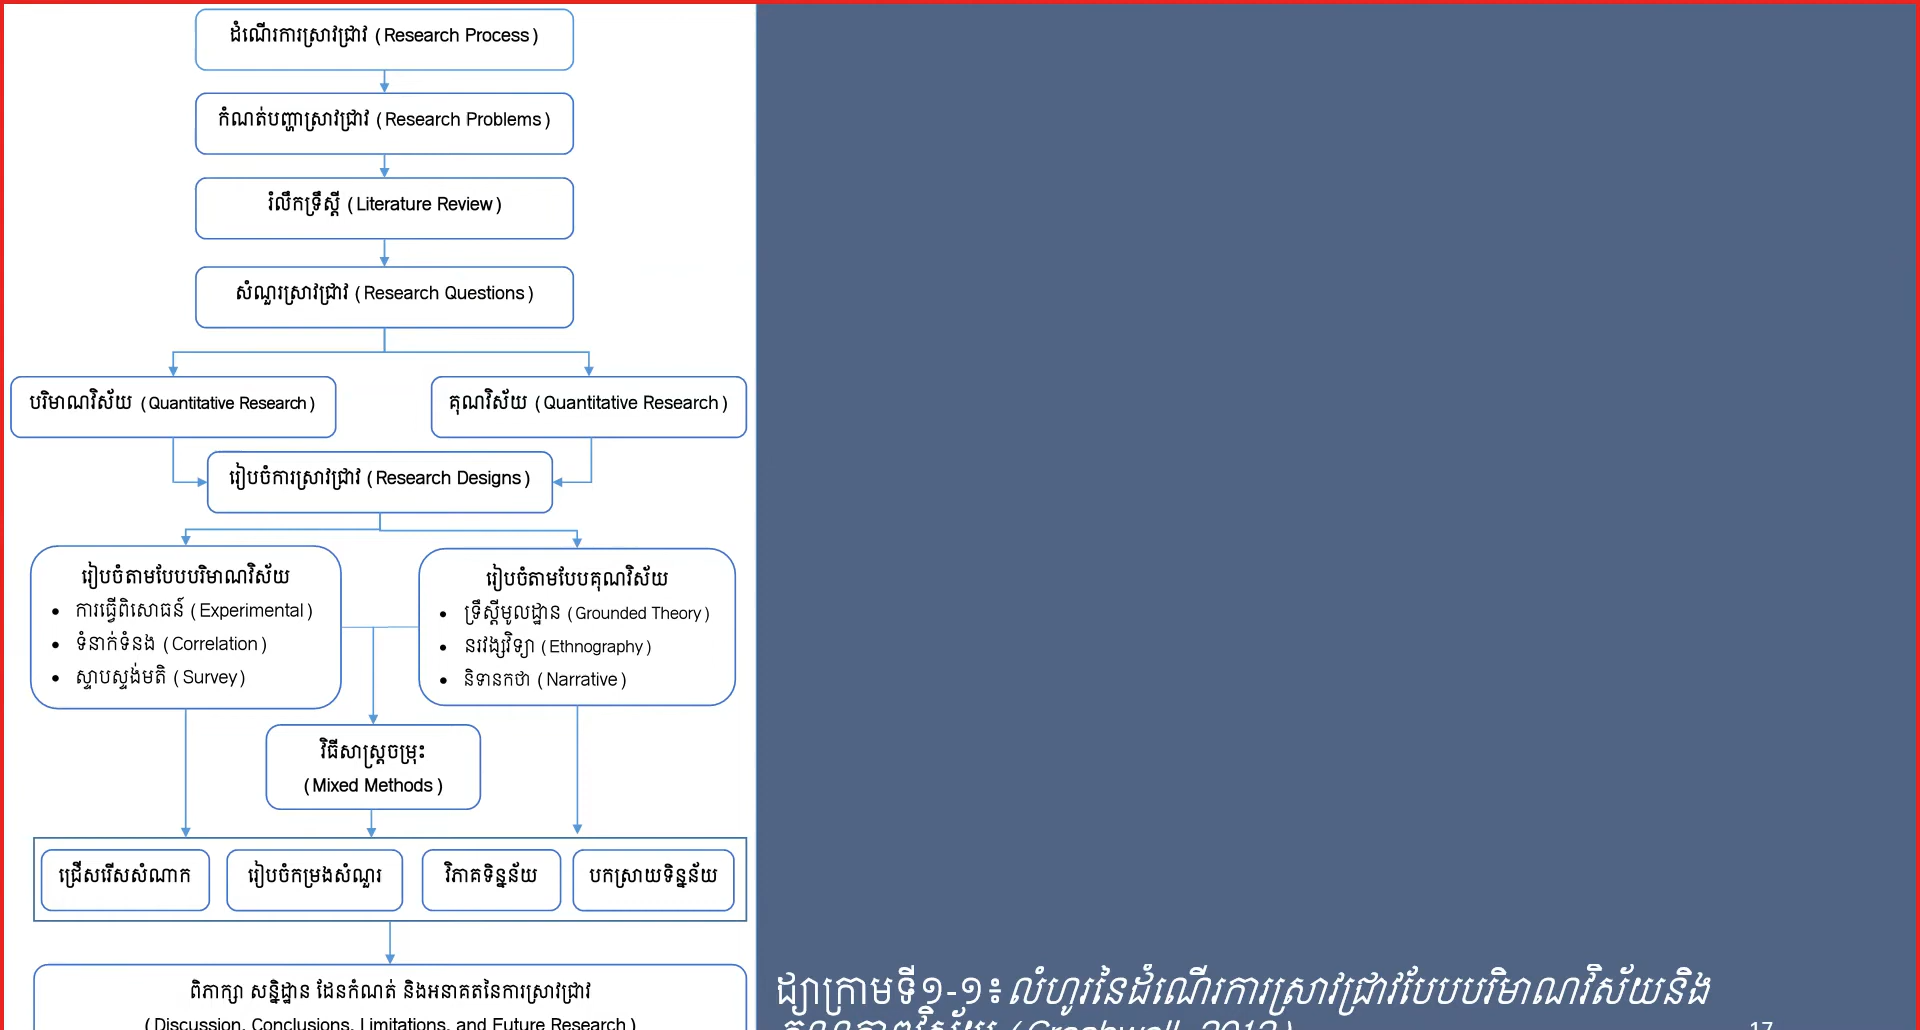 ដំណើរការស្រាវជ្រាវ (Research Process)
កំណត់បញ្ហាស្រាវជ្រាវ (Research Problems)
រំលឹកទ្រឹស្តី (Literature Review)
សំណួរស្រាវជ្រាវ (Research Questions)
បរិមាណវិស័យ (Quantitative Research)
គុណវិស័យ (Quantitative Research)
រៀបចំការស្រាវជ្រាវ (Research Designs)
រៀបចំតាមបែបបរិមាណវិស័យ
• ការធ្វើពិសោធន៍ (Experimental)
• ទំនាក់ទំនង (Correlation)
• ស្ទាបស្ទង់មតិ (Survey)
រៀបចំតាមបែបគុណវិស័យ
• ទ្រឹស្តីមូលដ្ឋាន (Grounded Theory)
• នរវង្សវិទ្យា (Ethnography)
• និទានកថា (Narrative)
វិធីសាស្ត្រចម្រុះ
(Mixed Methods)
ជ្រើសរើសសំណាក
រៀបចំកម្រងសំណួរ
វិភាគទិន្នន័យ
បកស្រាយទិន្នន័យ
ពិភាក្សា សន្និដ្ឋាន ដែនកំណត់ និងអនាគតនៃការស្រាវជ្រាវ
(Discussion, Conclusions, Limitations, and Future Research)
ដ្យាក្រាមទី១-១៖ លំហូរនៃដំណើរការស្រាវជ្រាវបែបបរិមាណវិស័យនិង
17